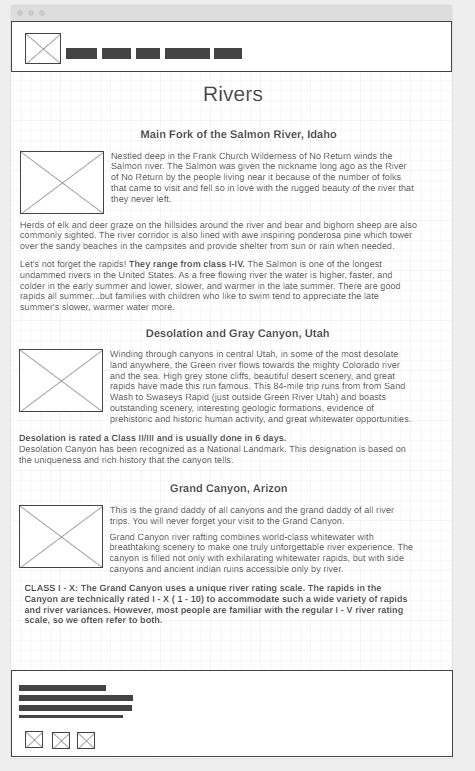 Rivers
Main Fork of the Salmon River, Idaho
Nestled deep in the Frank Church Wilderness of No Return winds the
Salmon river. The Salmon was given the nickname long ago as the River
of No Return by the people living near it because of the number of folks
that came to visit and fell so in love with the rugged beauty of the river that
they never left.
Herds of elk and deer graze on the hillsides around the river and bear and bighorn sheep are also
commonly sighted. The river corridor is also lined with awe inspiring ponderosa pine which tower
over the sandy beaches in the campsites and provide shelter from sun or rain when needed.
Let's not forget the rapids! They range from class I-IV. The Salmon is one of the longest
undammed rivers in the United States. As a free flowing river the water is higher, faster, and
colder in the early summer and lower, slower, and warmer in the late summer. There are good
rapids all summer...but families with children who like to swim tend to appreciate the late
summer's slower, warmer water more.
Desolation and Gray Canyon, Utah
Winding through canyons in central Utah, in some of the most desolate
land anywhere, the Green river flows towards the mighty Colorado river
and the sea. High grey stone cliffs, beautiful desert scenery, and great
rapids have made this run famous. This 84-mile trip runs from from Sand
Wash to Swaseys Rapid (just outside Green River Utah) and boasts
outstanding scenery, interesting geologic formations, evidence of
prehistoric and historic human activity, and great whitewater opportunities.
Desolation is rated a Class II/III and is usually done in 6 days.
Desolation Canyon has been recognized as a National Landmark. This designation is based on
the uniqueness and rich history that the canyon tells.
Grand Canyon, Arizon
This is the grand daddy of all canyons and the grand daddy of all river
trips. You will never forget your visit to the Grand Canyon.
Grand Canyon river rafting combines world-class whitewater with
breathtaking scenery to make one truly unforgettable river experience. The
canyon is filled not only with exhilarating whitewater rapids, but with side
canyons and ancient indian ruins accessible only by river.
CLASS I - X: The Grand Canyon uses a unique river rating scale. The rapids in the
Canyon are technically rated I - X ( 1 - 10) to accommodate such a wide variety of rapids
and river variances. However, most people are familiar with the regular I - V river rating
scale, so we often refer to both.